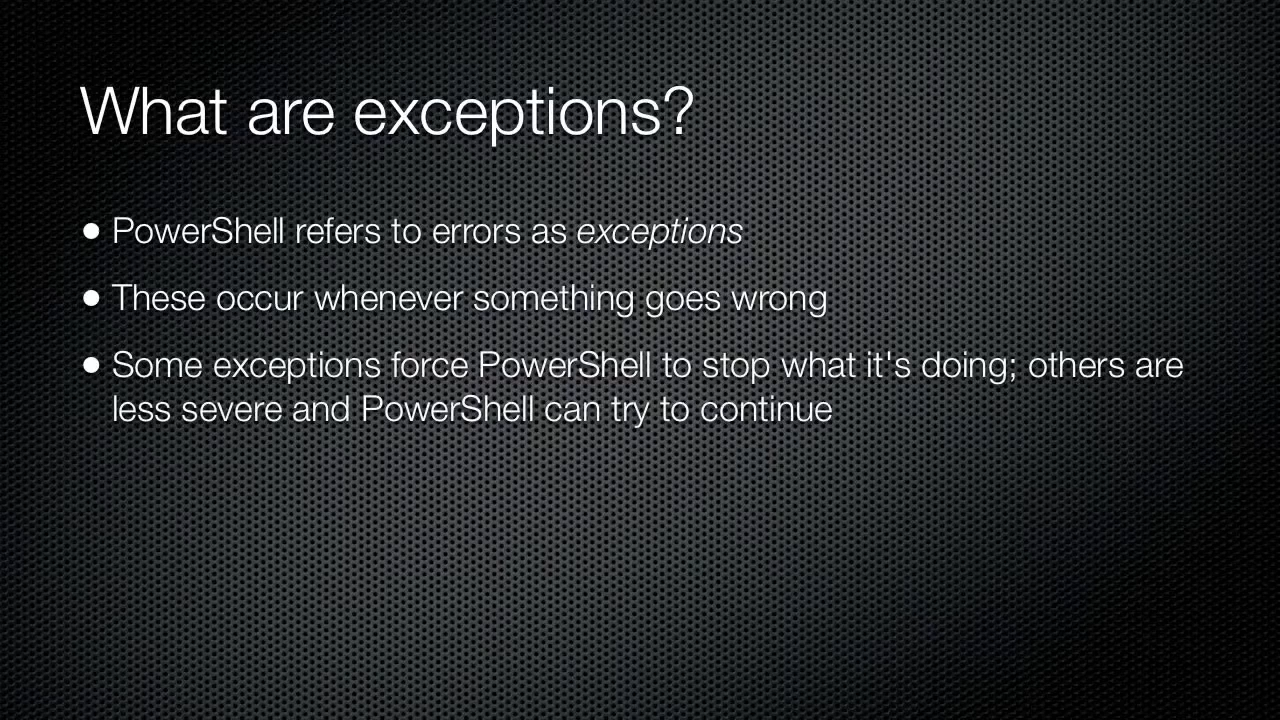 What are exceptions?
• PowerShell refers to errors as exceptions
• These occur whenever something goes wrong
• Some exceptions force PowerShell to stop what it's doing; others are
less severe and PowerShell can try to continue